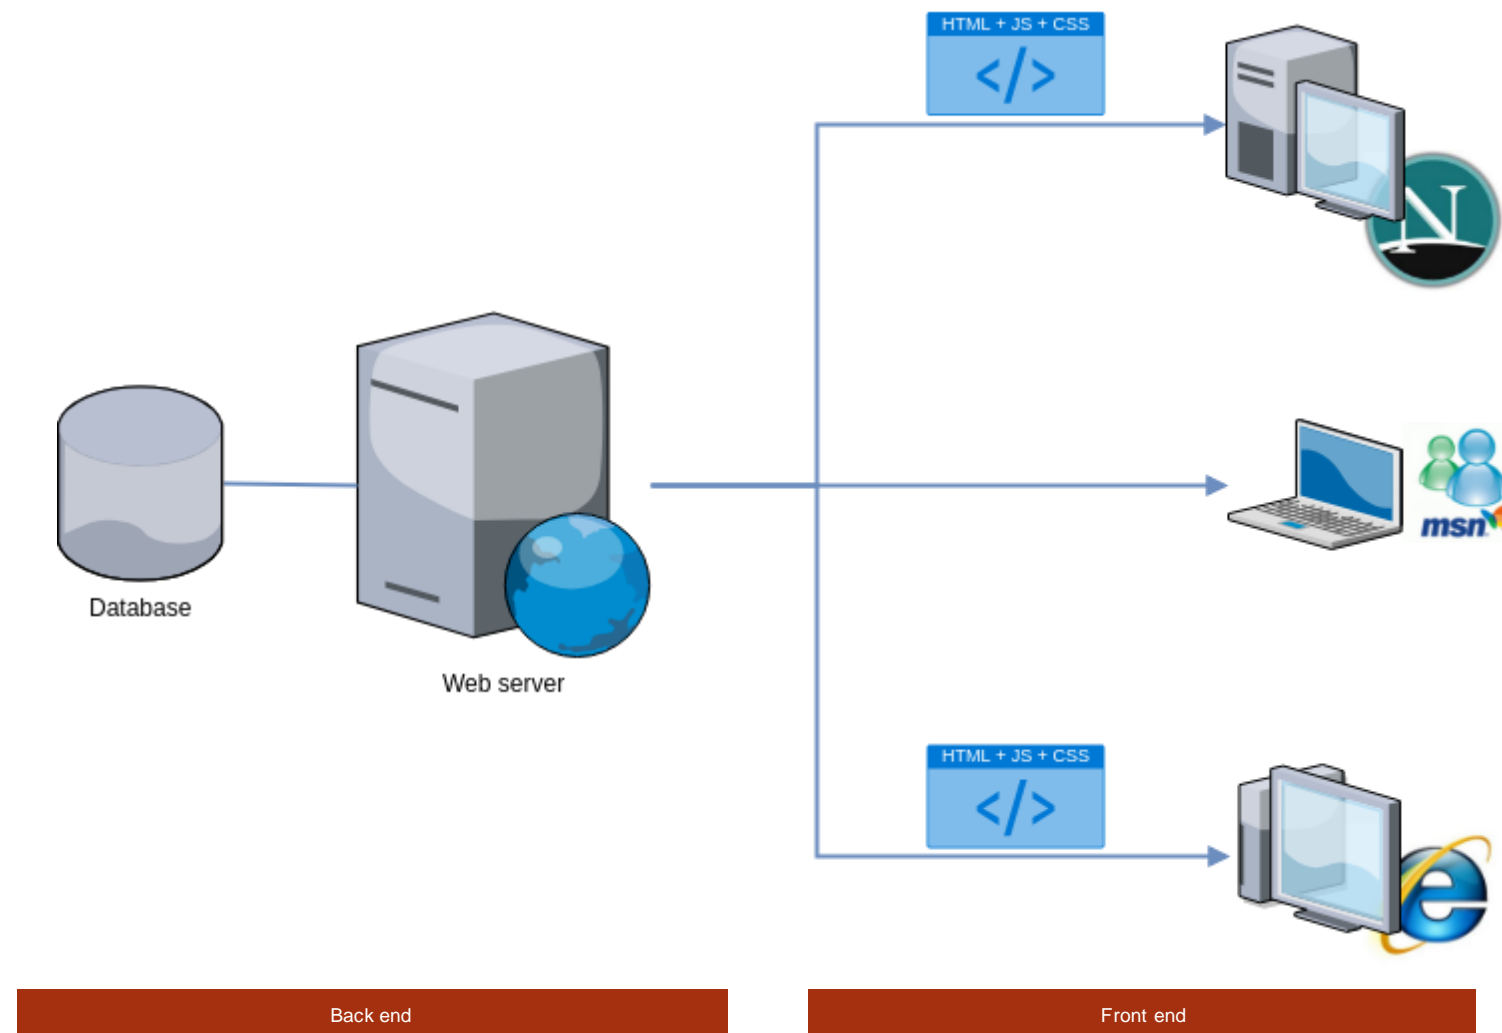 HTML + JS + CSS
</>
N
msn
Database
Web server
HTML + JS + CSS
</>
e
Back end
Front end